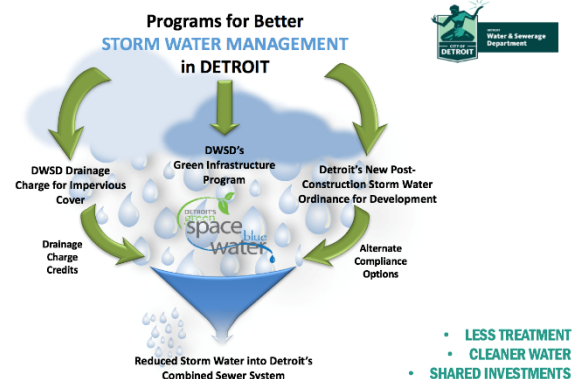 Programs for Better
STORM WATER MANAGEMENT
in DETROIT
CITY OF
DETROIT
Water & Sewerage
Department
DWSD Drainage
Charge for Impervious
Cover
DWSD's
Green Infrastructure
Program
Detroit's New Post-
Construction Storm Water
Ordinance for Development
DETROIT'S
green
space
blue
water
Drainage
Charge
Credits
Alternate
Compliance
Options
Reduced Storm Water into Detroit's
Combined Sewer System
• LESS TREATMENT
• CLEANER WATER
• SHARED INVESTMENTS